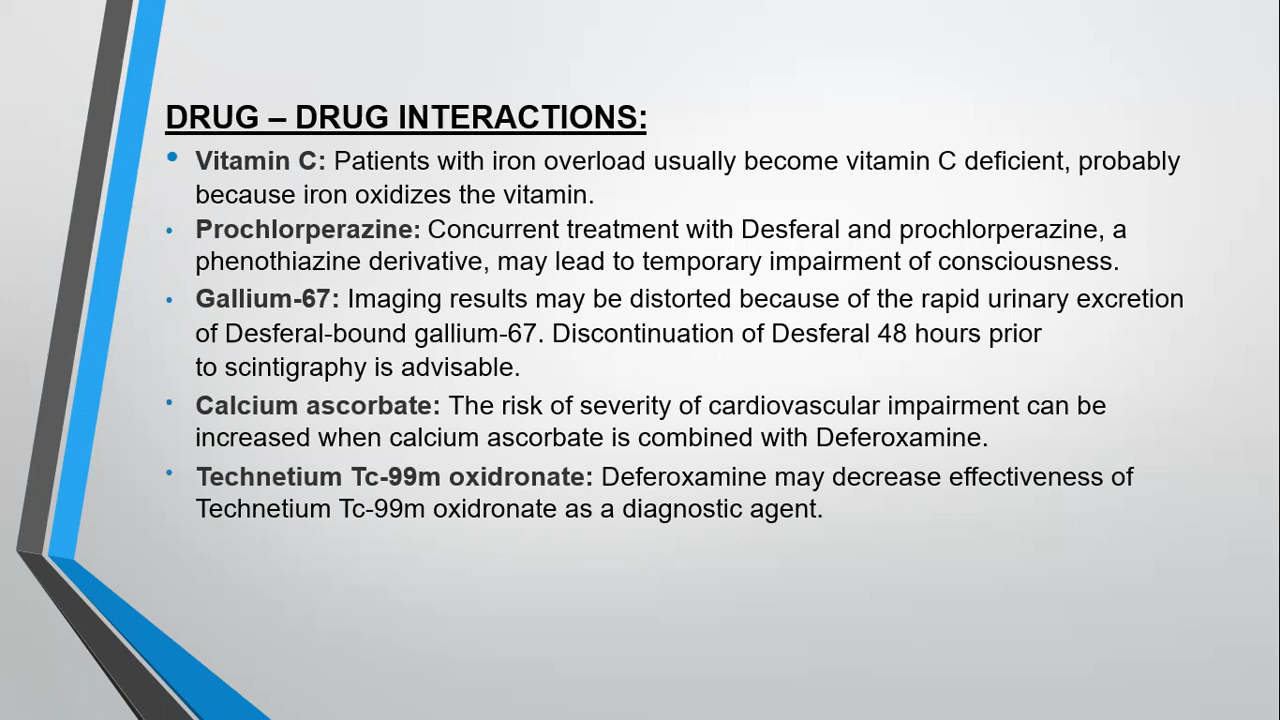 DRUG – DRUG INTERACTIONS:
• Vitamin C: Patients with iron overload usually become vitamin C deficient, probably
because iron oxidizes the vitamin.
• Prochlorperazine: Concurrent treatment with Desferal and prochlorperazine, a
phenothiazine derivative, may lead to temporary impairment of consciousness.
• Gallium-67: Imaging results may be distorted because of the rapid urinary excretion
of Desferal-bound gallium-67. Discontinuation of Desferal 48 hours prior
to scintigraphy is advisable.
• Calcium ascorbate: The risk of severity of cardiovascular impairment can be
increased when calcium ascorbate is combined with Deferoxamine.
• Technetium Tc-99m oxidronate: Deferoxamine may decrease effectiveness of
Technetium Tc-99m oxidronate as a diagnostic agent.